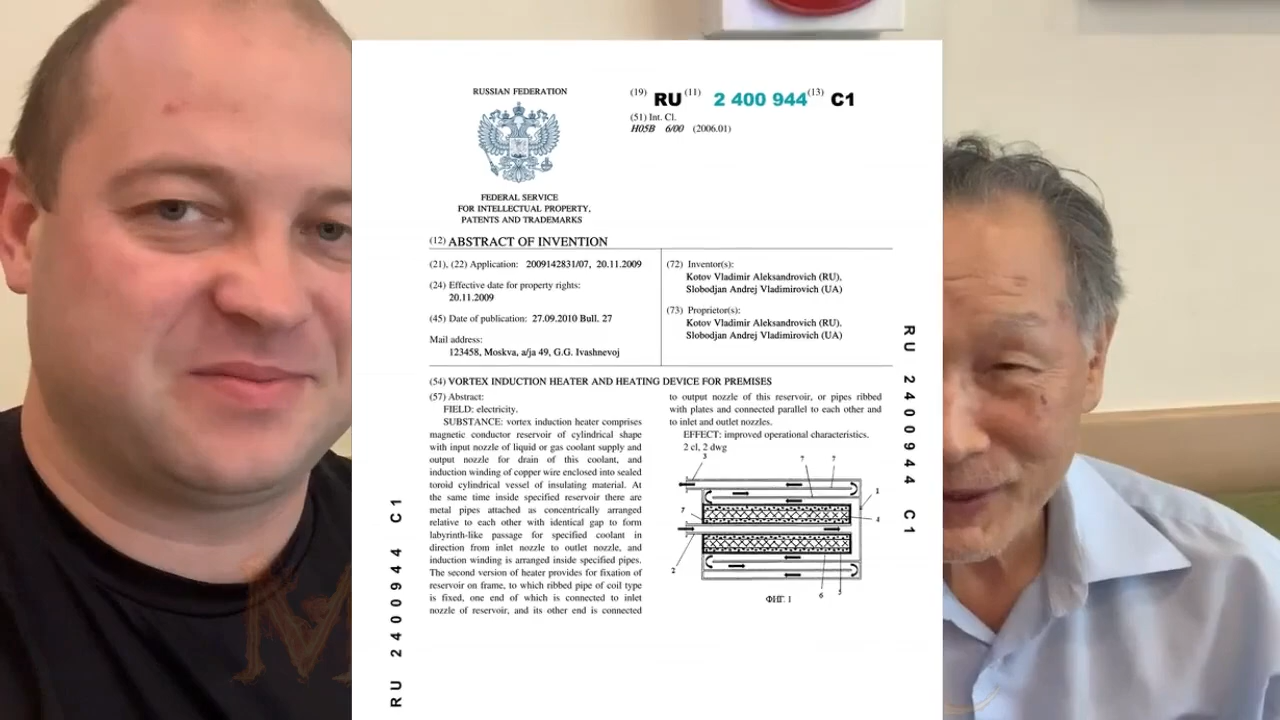 RUSSIAN FEDERATION
FEDERAL SERVICE
FOR INTELLECTUAL PROPERTY,
PATENTS AND TRADEMARKS
(19) RU (11) 2 400 944 (13) C1
(51) Int. Cl.
H05B 6/00 (2006.01)
(12) ABSTRACT OF INVENTION
(21), (22) Application: 2009142831/07, 20.11.2009
(24) Effective date for property rights:
20.11.2009
(45) Date of publication: 27.09.2010 Bull. 27
Mail address:
123458, Moskva, a/ja 49, G.G. Ivashnevoj
(72) Inventor(s):
Kotov Vladimir Aleksandrovich (RU),
Slobodjan Andrej Vladimirovich (UA)
(73) Proprietor(s):
Kotov Vladimir Aleksandrovich (RU),
Slobodjan Andrej Vladimirovich (UA)
(54) VORTEX INDUCTION HEATER AND HEATING DEVICE FOR PREMISES
(57) Abstract:
FIELD: electricity.
SUBSTANCE: vortex induction heater comprises
magnetic conductor reservoir of cylindrical shape
with input nozzle of liquid or gas coolant supply and
output nozzle for drain of this coolant, and
induction winding of copper wire enclosed into sealed
toroid cylindrical vessel of insulating material. At
the same time inside specified reservoir there are
metal pipes attached as concentrically arranged
relative to each other with identical gap to form
labyrinth-like passage for specified coolant in
direction from inlet nozzle to outlet nozzle, and
induction winding is arranged inside specified pipes.
The second version of heater provides for fixation of
reservoir on frame, to which ribbed pipe of coil type
is fixed, one end of which is connected to inlet
nozzle of reservoir, and its other end is connected
to output nozzle of this reservoir, or pipes ribbed
with plates and connected parallel to each other and
to inlet and outlet nozzles.
EFFECT: improved operational characteristics.
2 cl, 2 dwg
3
7
7
1
7
4
2
6
5
ФИГ. 1
RU 2400944 C1
RU 2400944 C1